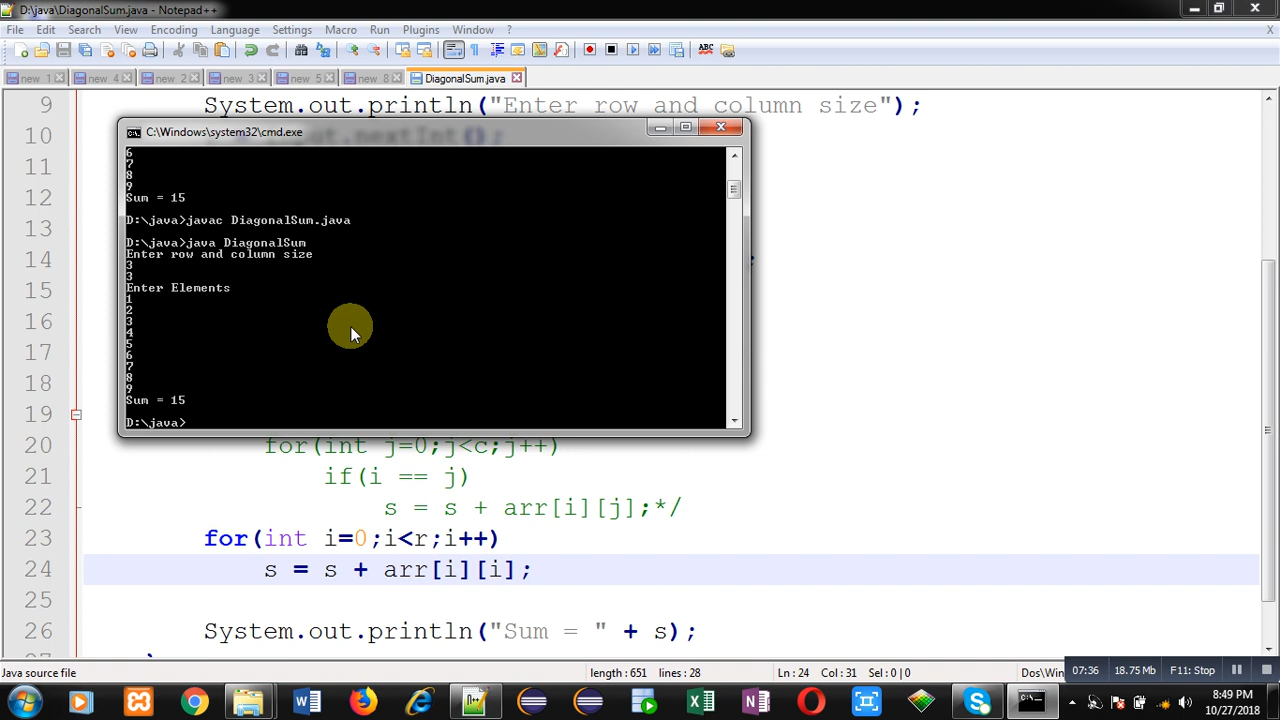 D:\java\DiagonalSum.java - Notepad++
File Edit Search View Encoding Language Settings Macro Run Plugins Window ? X
new 1 new 4 new 2 new 3 new 5 new 8 DiagonalSum.java
9 System.out.println("Enter row and column size");
10
11
12
13
14 ;
15
16
17
18
19
20 for(int j=0;j<c;j++)
21 if(i == j)
22 s = s + arr[i][j];*/
23 for(int i=0;i<r;i++)
24 s = s + arr[i][i];
25
26 System.out.println("Sum = " + s);
C:\Windows\system32\cmd.exe
6
7
8
9
Sum = 15
D:\java>javac DiagonalSum.java
D:\java>java DiagonalSum
Enter row and column size
3
3
Enter Elements
1
2
3
4
5
6
7
8
9
Sum = 15
D:\java>
Java source file length : 651 lines : 28 Ln : 24 Col : 31 Sel : 0 | 0 Dos\Win
07:36 18.75 Mb F11: Stop
8:49 PM
10/27/2018